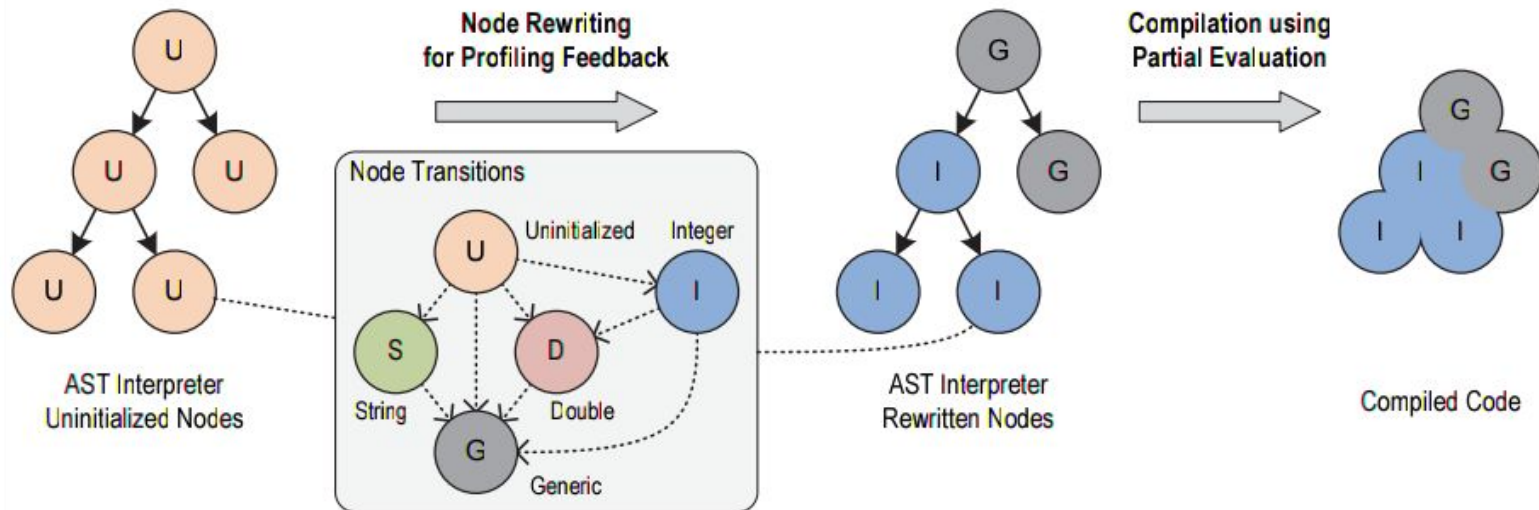 Node Rewriting
for Profiling Feedback
Compilation using
Partial Evaluation
U
U
U
U
U
AST Interpreter
Uninitialized Nodes
Node Transitions
U
Uninitialized
Integer
I
S
D
String
Double
G
Generic
G
I
G
I
I
AST Interpreter
Rewritten Nodes
G
I
G
I
I
Compiled Code